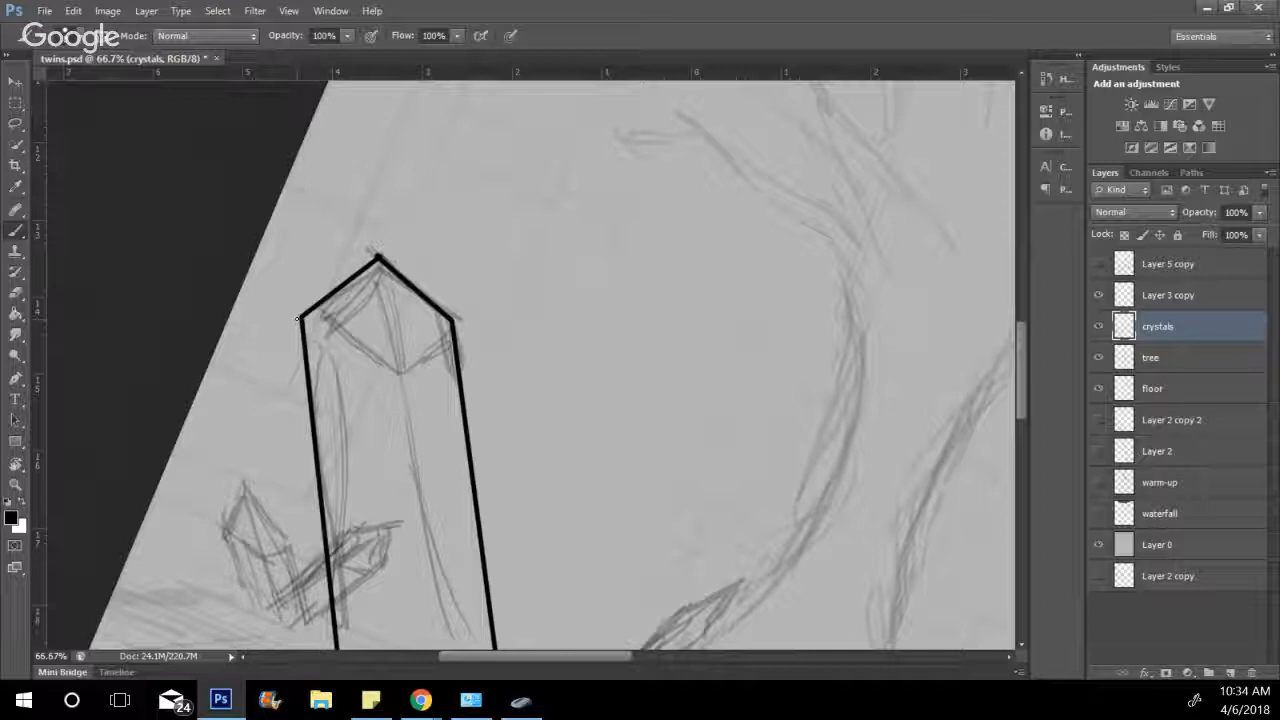 Ps File Edit Image Layer Type Select Filter View Window Help
Google
Mode: Normal Opacity: 100% Flow: 100% Essentials
twins.psd @ 66.7% (crystals, RGB/8) * ×
Adjustments Styles
Add an adjustment
H...
P...
I...
C...
P...
Layers Channels Paths
Kind
Normal Opacity: 100%
Lock: Fill: 100%
Layer 5 copy
Layer 3 copy
crystals
tree
floor
Layer 2 copy 2
Layer 2
warm-up
waterfall
Layer 0
Layer 2 copy
66.67% Doc: 24.1M/220.7M
Mini Bridge Timeline
24 Ps
10:34 AM
4/6/2018